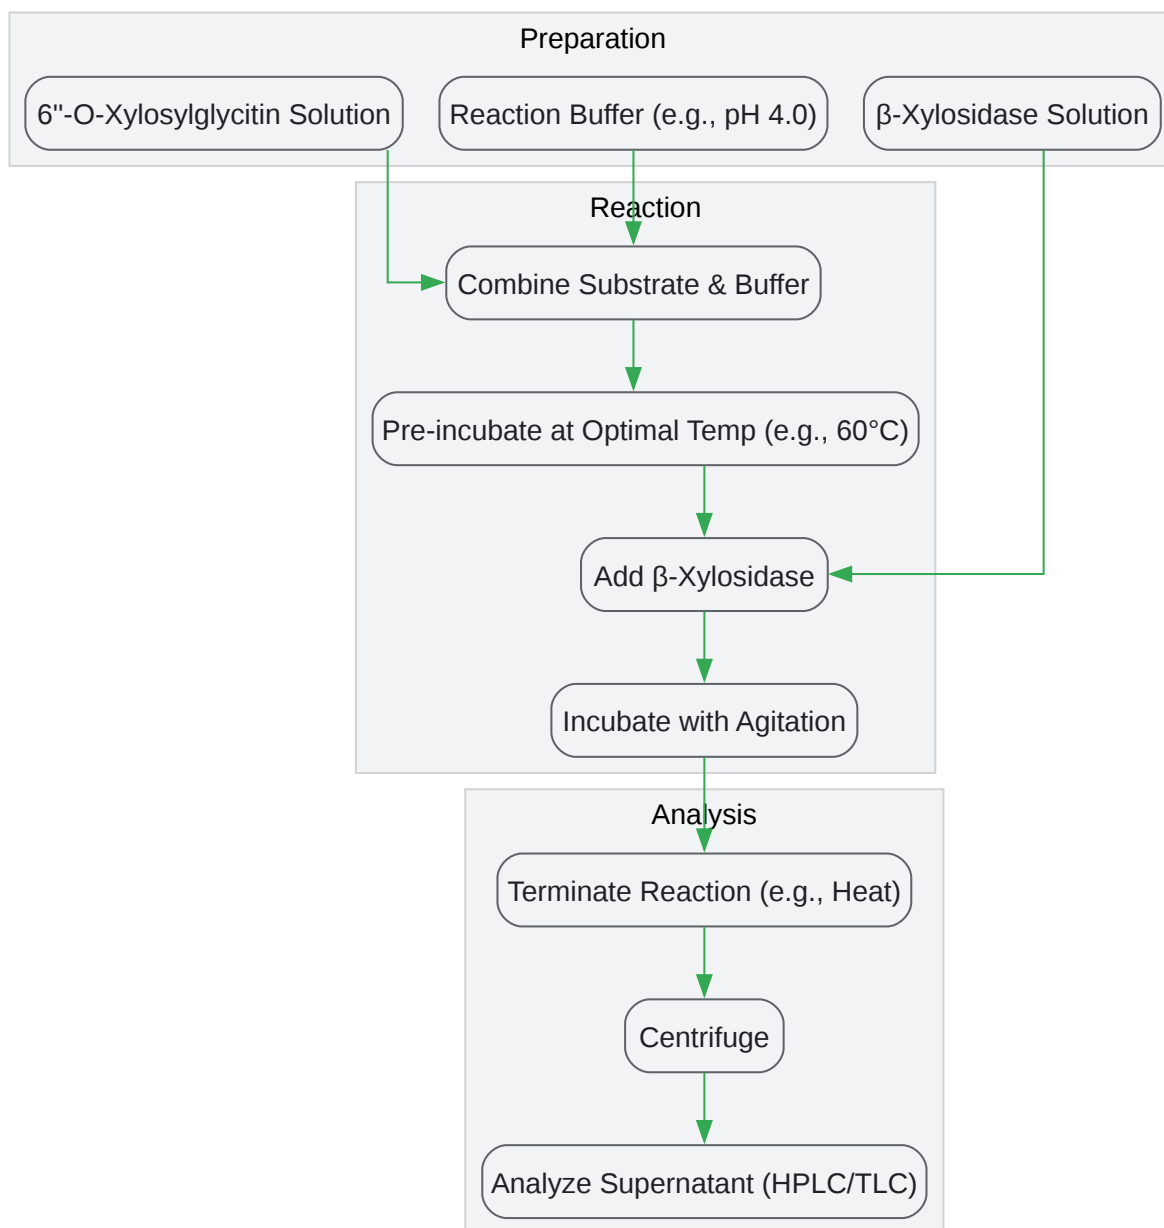 Preparation
6"-O-Xylosylglycitin Solution
Reaction Buffer (e.g., pH 4.0)
β-Xylosidase Solution
Reaction
Combine Substrate & Buffer
Pre-incubate at Optimal Temp (e.g., 60°C)
Add β-Xylosidase
Incubate with Agitation
Analysis
Terminate Reaction (e.g., Heat)
Centrifuge
Analyze Supernatant (HPLC/TLC)